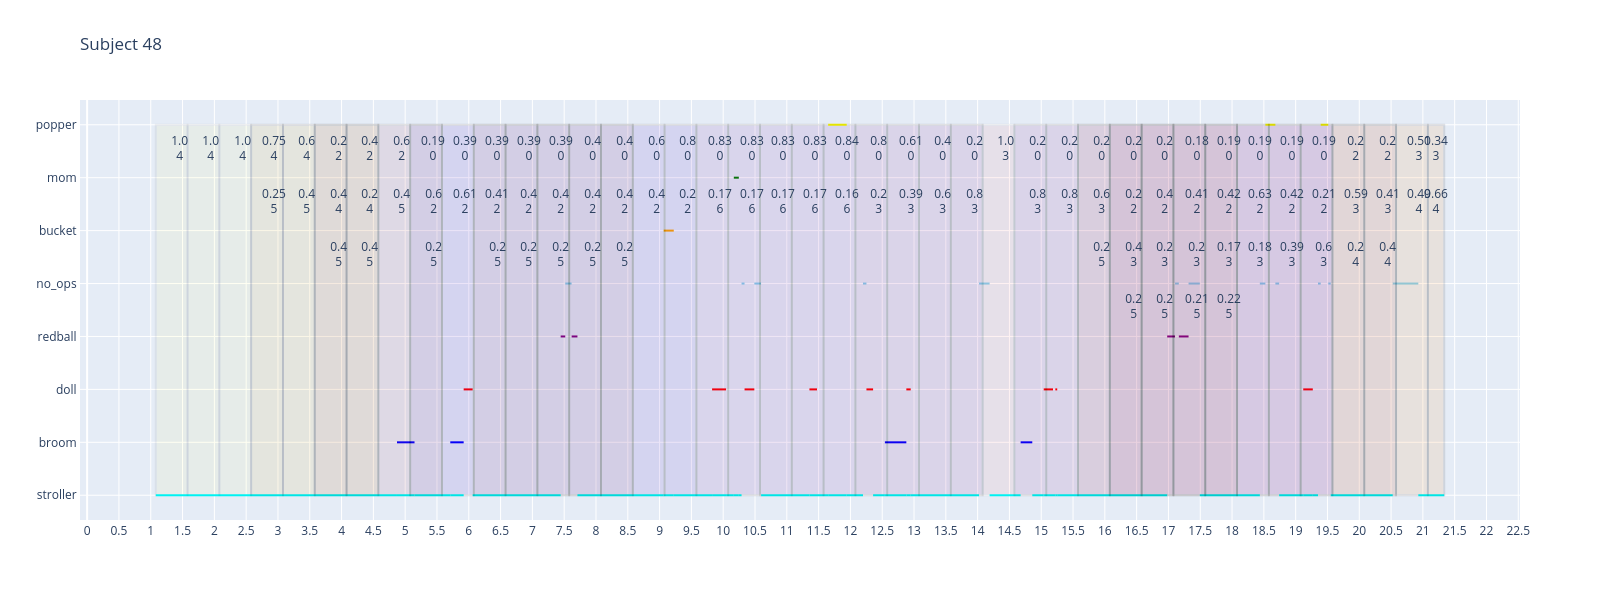 Subject 48
popper
1.0 1.0 1.0 0.75 0.6 0.2 0.4 0.6 0.19 0.39 0.39 0.39 0.39 0.4 0.4 0.6 0.8 0.83 0.83 0.83 0.83 0.84 0.8 0.61 0.4 0.2 1.0 0.2 0.2 0.2 0.2 0.2 0.18 0.19 0.19 0.19 0.19 0.2 0.2 0.51 0.34
4 4 4 4 4 2 2 2 0 0 0 0 0 0 0 0 0 0 0 0 0 0 0 0 0 0 3 0 0 0 0 0 0 0 0 0 0 2 2 3 3
mom
0.25 0.4 0.4 0.2 0.4 0.6 0.61 0.41 0.4 0.4 0.4 0.4 0.4 0.2 0.17 0.17 0.17 0.17 0.16 0.2 0.39 0.6 0.8 0.8 0.8 0.6 0.2 0.4 0.41 0.42 0.63 0.42 0.21 0.59 0.41 0.49 0.66
5 5 4 4 5 2 2 2 2 2 2 2 2 2 6 6 6 6 6 3 3 3 3 3 3 3 2 2 2 2 2 2 2 3 3 4 4
bucket
0.4 0.4 0.2 0.2 0.2 0.2 0.2 0.2 0.2 0.4 0.2 0.2 0.17 0.18 0.39 0.6 0.2 0.4
5 5 5 5 5 5 5 5 5 3 3 3 3 3 3 3 4 4
no_ops
0.2 0.2 0.21 0.22
5 5 5 5
redball
doll
broom
stroller
0 0.5 1 1.5 2 2.5 3 3.5 4 4.5 5 5.5 6 6.5 7 7.5 8 8.5 9 9.5 10 10.5 11 11.5 12 12.5 13 13.5 14 14.5 15 15.5 16 16.5 17 17.5 18 18.5 19 19.5 20 20.5 21 21.5 22 22.5